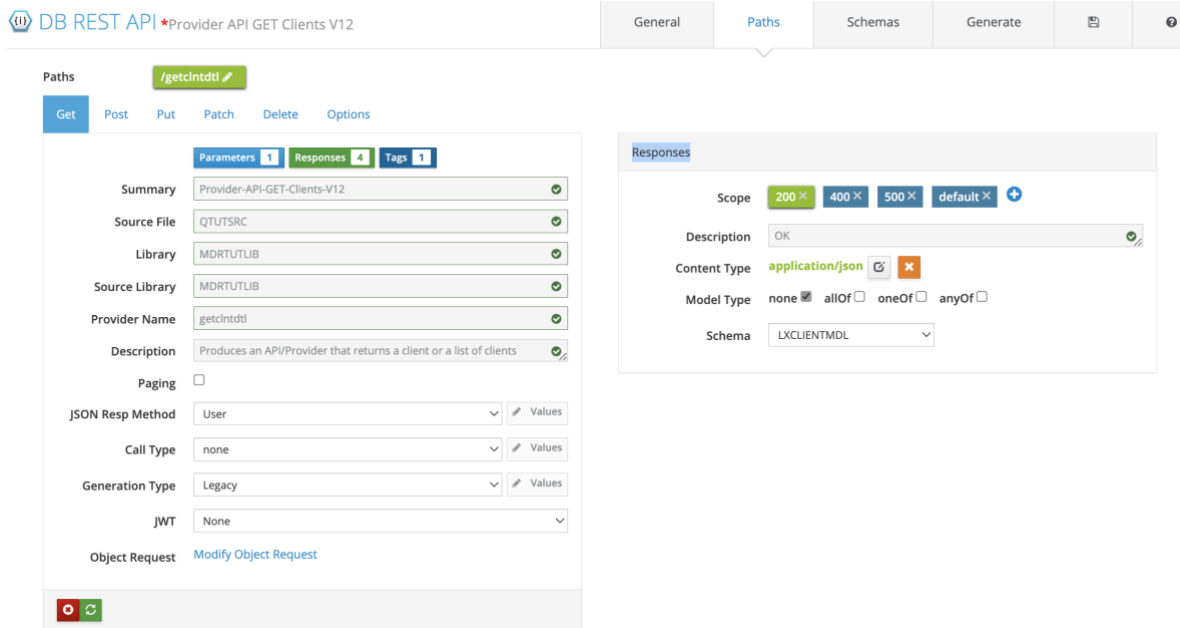 DB REST API *Provider API GET Clients V12
General Paths Schemas Generate
Paths /getclntdtl
Get Post Put Patch Delete Options
Parameters 1 Responses 4 Tags 1
Summary Provider-API-GET-Clients-V12
Source File QTUTSRC
Library MDRTUTLIB
Source Library MDRTUTLIB
Provider Name getclntdtl
Description Produces an API/Provider that returns a client or a list of clients
Paging
JSON Resp Method User Values
Call Type none Values
Generation Type Legacy Values
JWT None
Object Request Modify Object Request
Responses
Scope 200 × 400 × 500 × default ×
Description OK
Content Type application/json
Model Type none allOf oneOf anyOf
Schema LXCLIENTMDL